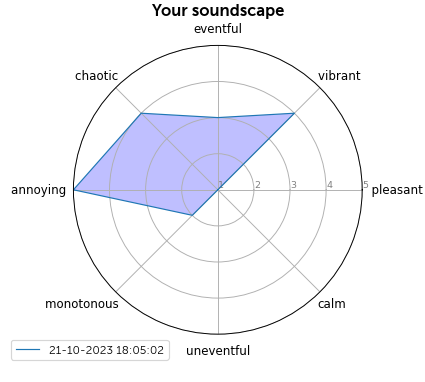 Your soundscape
eventful
chaotic
vibrant
annoying
1
2
3
4
5
pleasant
monotonous
calm
uneventful
21-10-2023 18:05:02